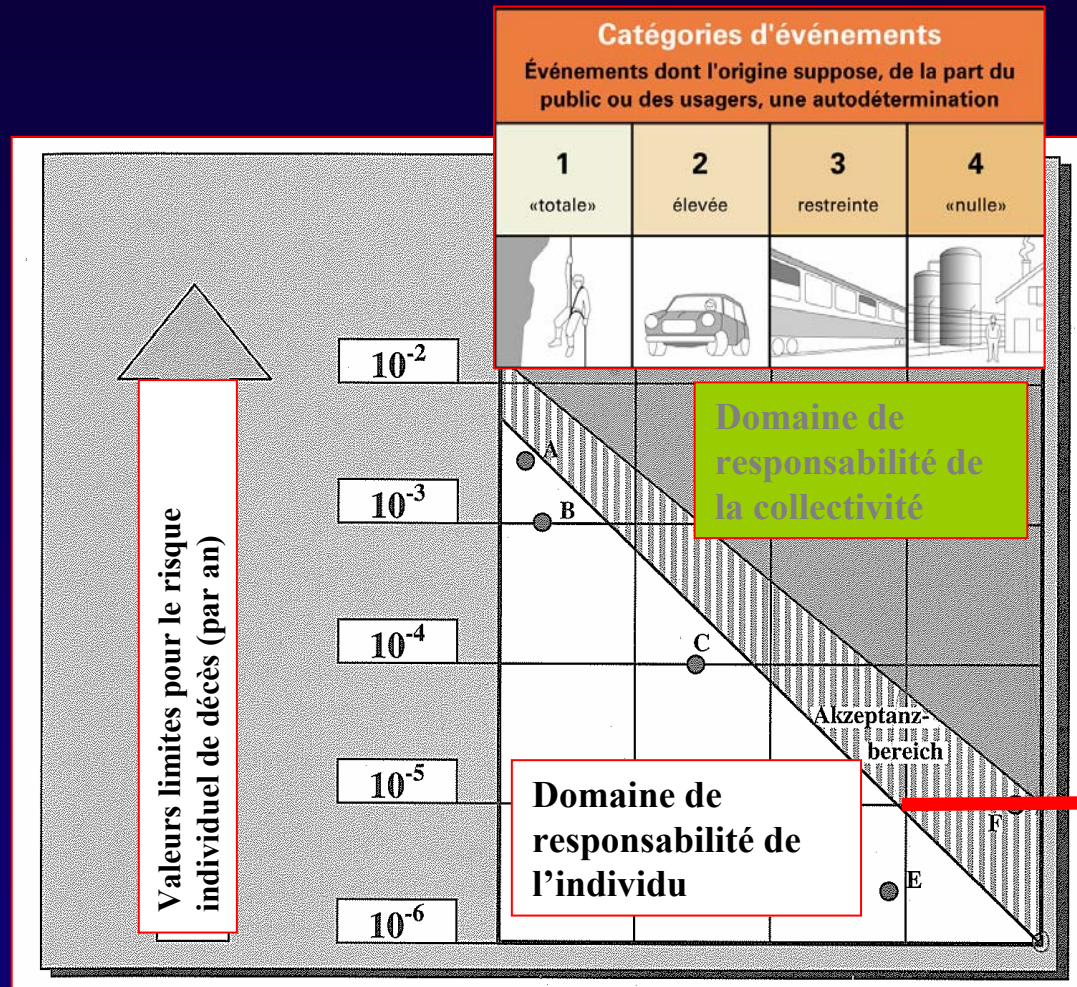 Catégories d'événements
Événements dont l'origine suppose, de la part du
public ou des usagers, une autodétermination
1
2
3
4
«totale»
élevée
restreinte
«nulle»
Valeurs limites pour le risque
individuel de décès (par an)
10⁻²
10⁻³
10⁻⁴
10⁻⁵
10⁻⁶
Domaine de
responsabilité de
la collectivité
A
B
C
Akzeptanz-
bereich
Domaine de
responsabilité de
l’individu
F
E